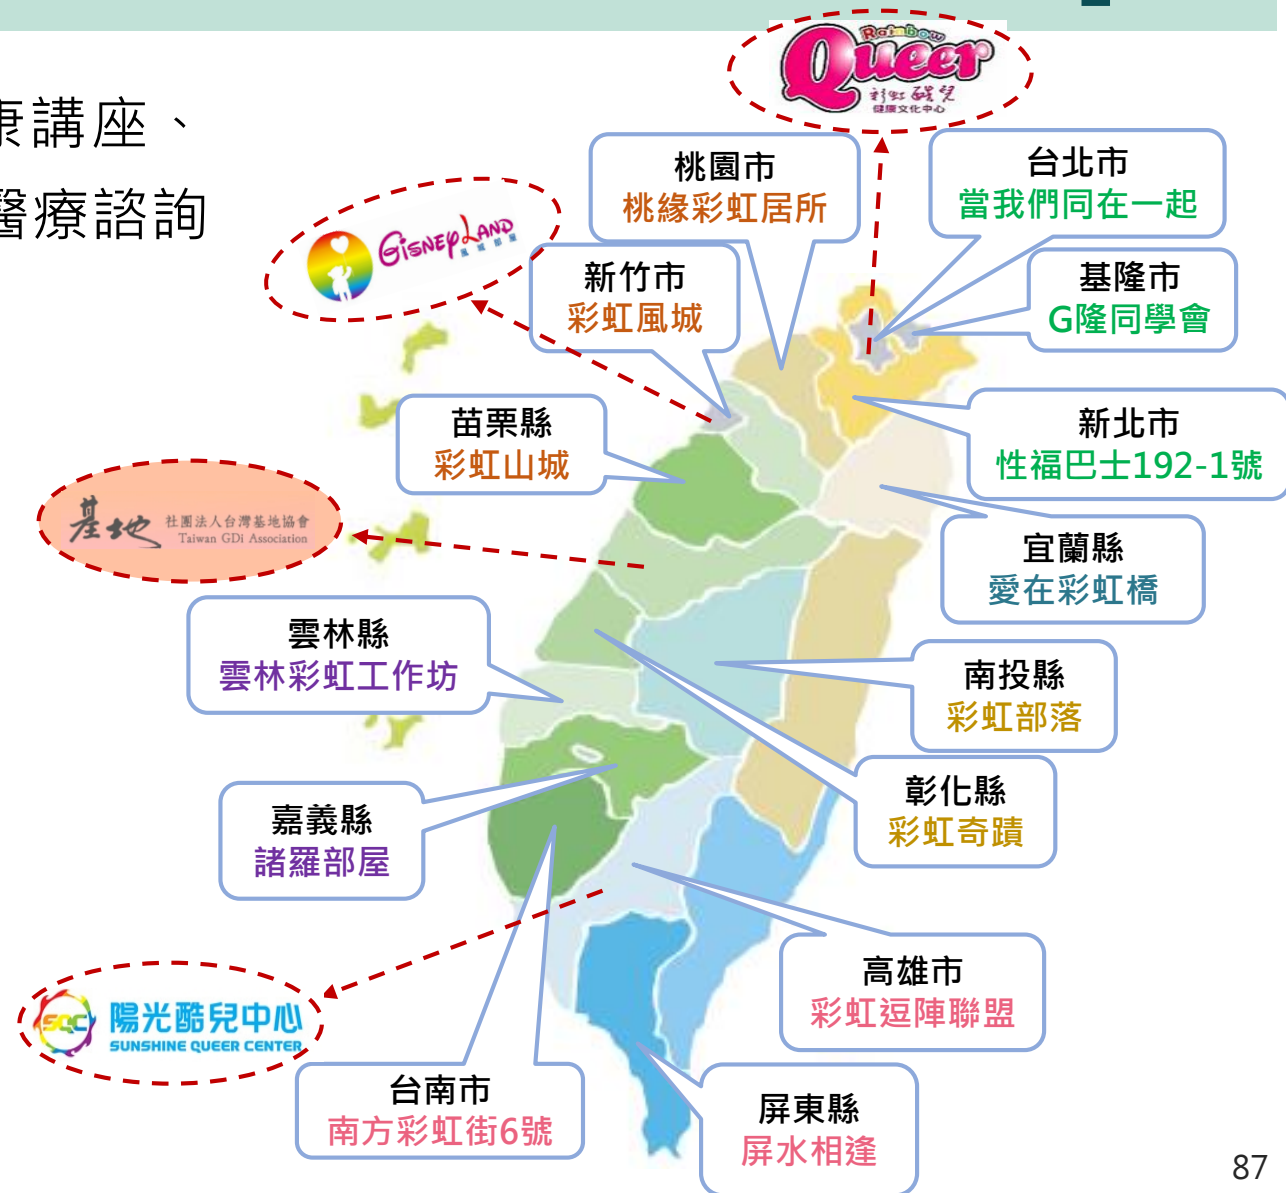 Rainbow
Queer
彩虹酷兒
健康文化中心
康講座、
醫療諮詢
桃園市
桃緣彩虹居所
台北市
當我們同在一起
GisneyLand
風城部屋
新竹市
彩虹風城
基隆市
G隆同學會
苗栗縣
彩虹山城
新北市
性福巴士192-1號
基地
社團法人台灣基地協會
Taiwan GDi Association
宜蘭縣
愛在彩虹橋
雲林縣
雲林彩虹工作坊
南投縣
彩虹部落
嘉義縣
諸羅部屋
彰化縣
彩虹奇蹟
高雄市
彩虹逗陣聯盟
SQC
陽光酷兒中心
SUNSHINE QUEER CENTER
台南市
南方彩虹街6號
屏東縣
屏水相逢
87